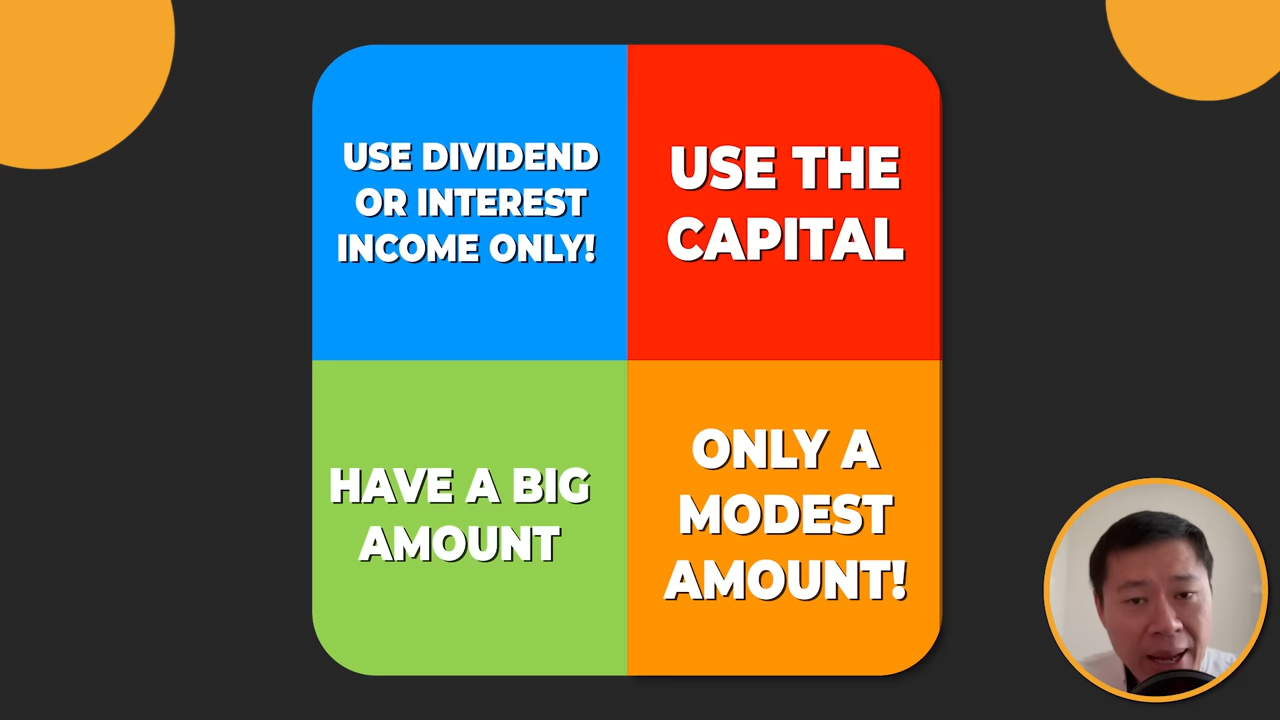 USE DIVIDEND
OR INTEREST
INCOME ONLY!
USE THE
CAPITAL
HAVE A BIG
AMOUNT
ONLY A
MODEST
AMOUNT!